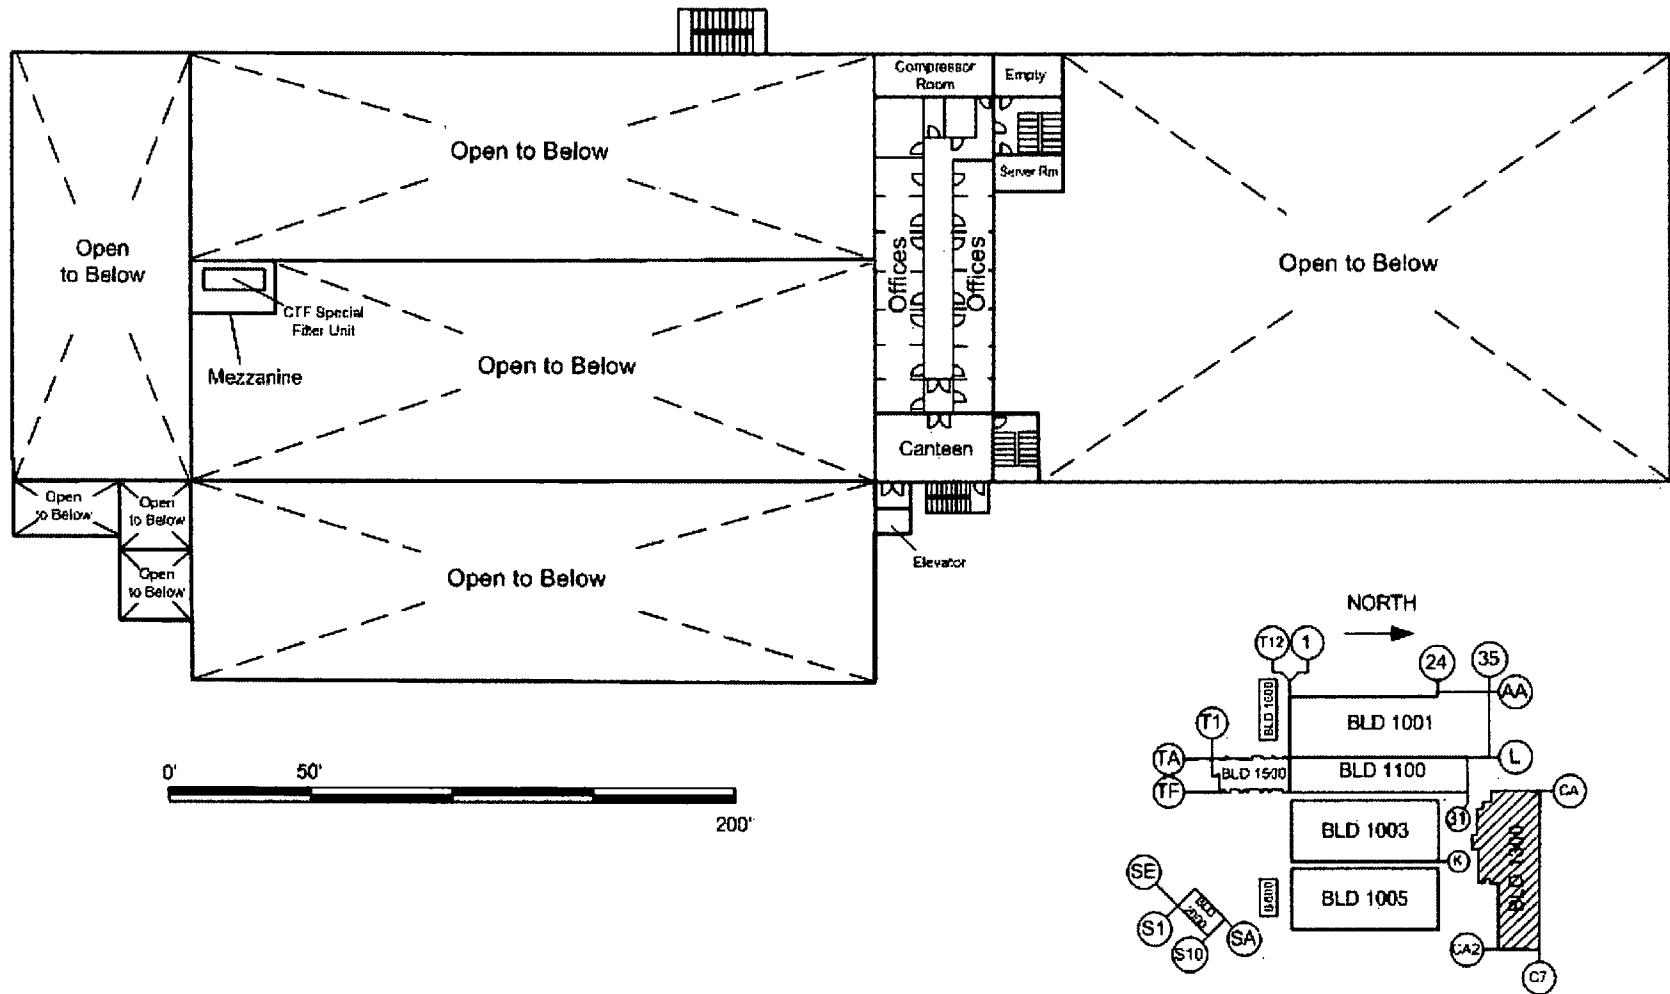 Compressor
Room
Empty
Open to Below
Server Rm
Open
to Below
Offices
Offices
Open to Below
CTF Special
Filter Unit
Mezzanine
Open to Below
Canteen
Open
to Below
Open
to Below
Open
to Below
Open to Below
Elevator
NORTH
T12
1
24
35
AA
BLD 1001
T1
TA
L
BLD 1500
BLD 1100
TF
CA
31
BLD 1003
K
BLD 1300
SE
BLD 1005
BLD
2000
S1
SA
S10
CA2
C7
0'
50'
200'